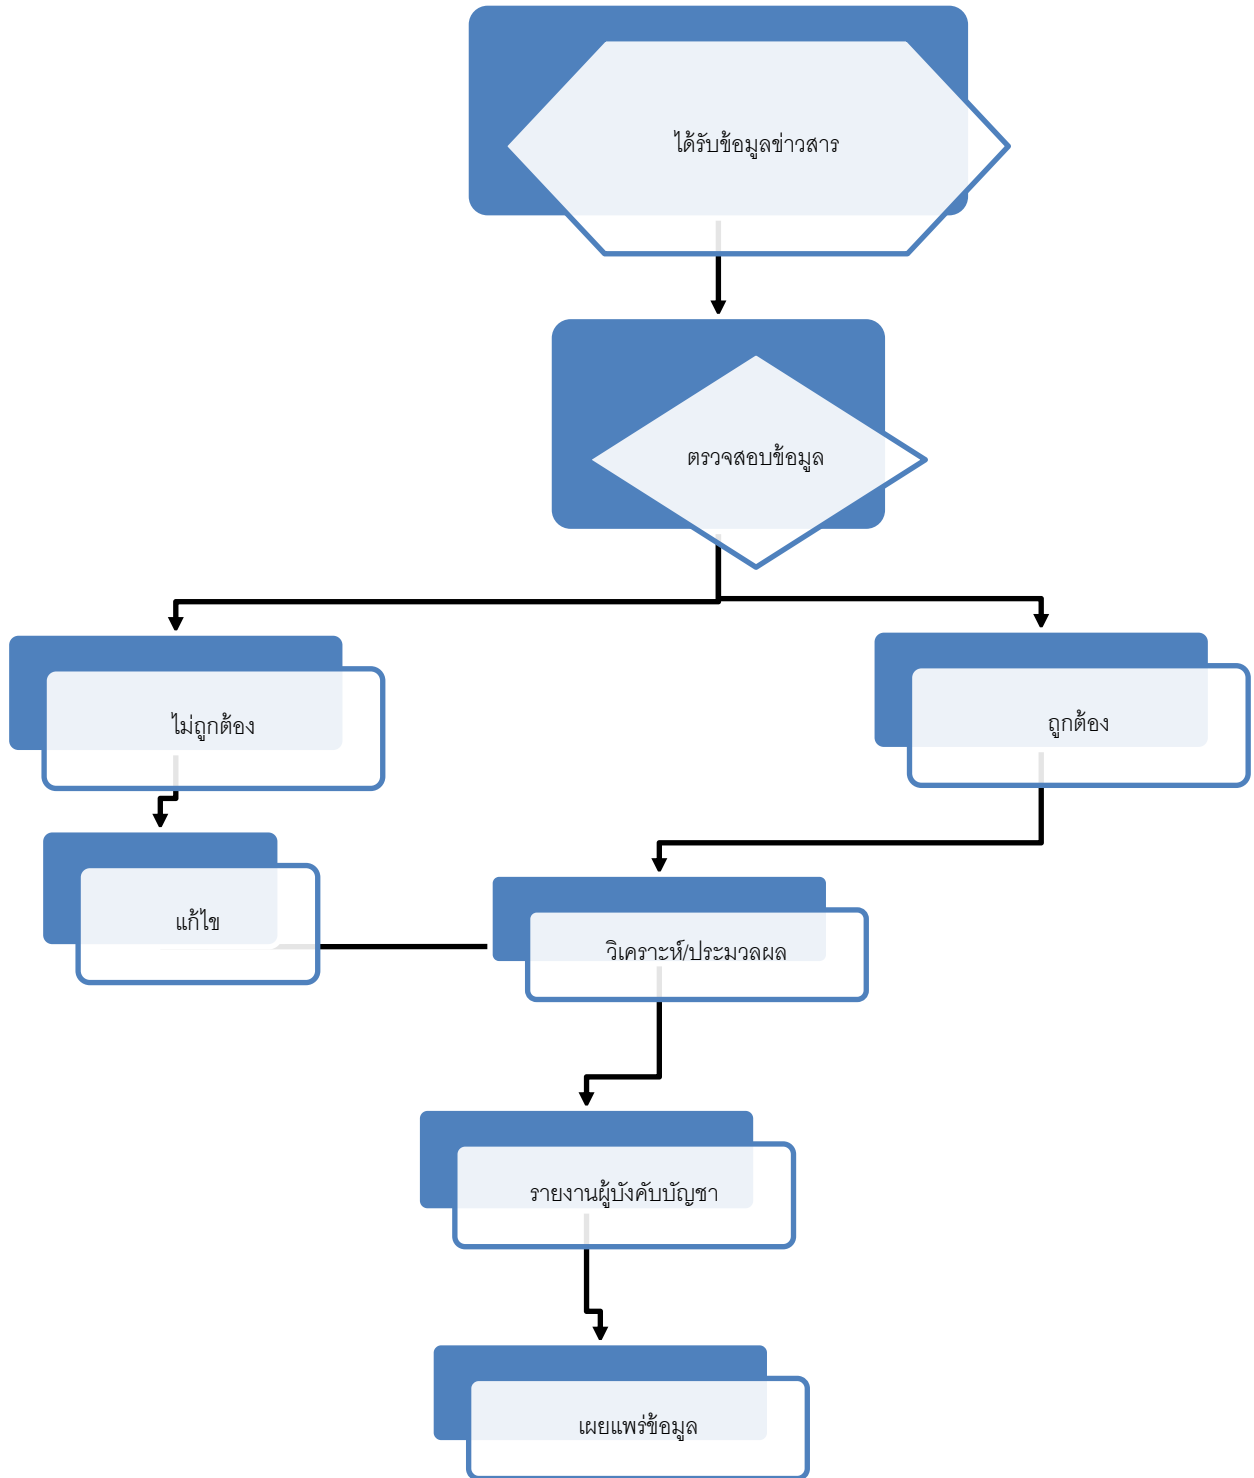 ได้รับข้อมูลข่าวสาร
ตรวจสอบข้อมูล
ไม่ถูกต้อง
ถูกต้อง
แก้ไข
วิเคราะห์/ประมวลผล
รายงานผู้บังคับบัญชา
เผยแพร่ข้อมูล